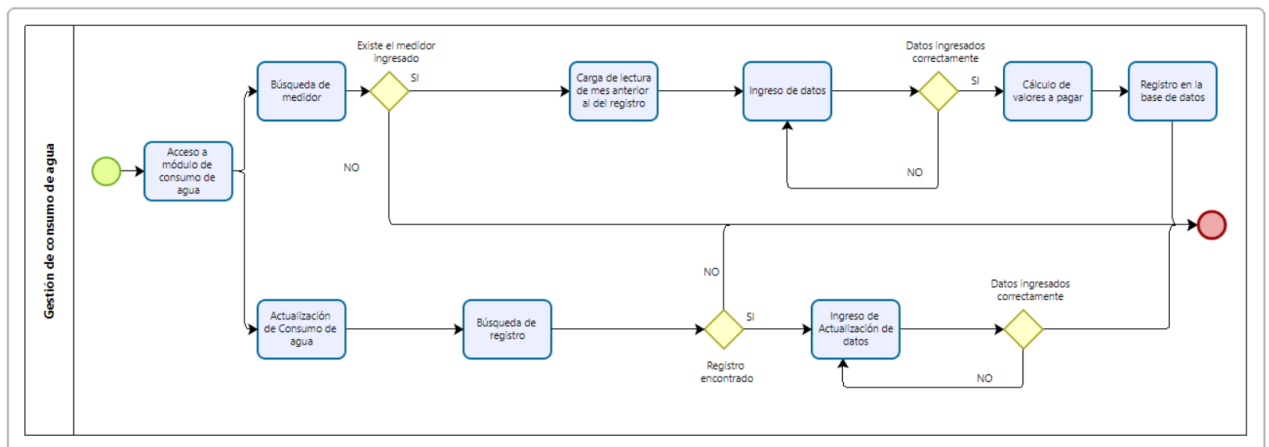 Gestión de consumo de agua
Acceso a
módulo de
consumo de
agua
Búsqueda de
medidor
Existe el medidor
ingresado
SI
NO
Carga de lectura
de mes anterior
al del registro
Ingreso de datos
Datos ingresados
correctamente
SI
NO
Cálculo de
valores a pagar
Registro en la
base de datos
Actualización
de Consumo de
agua
Búsqueda de
registro
NO
SI
Registro
encontrado
Ingreso de
Actualización de
datos
Datos ingresados
correctamente
NO